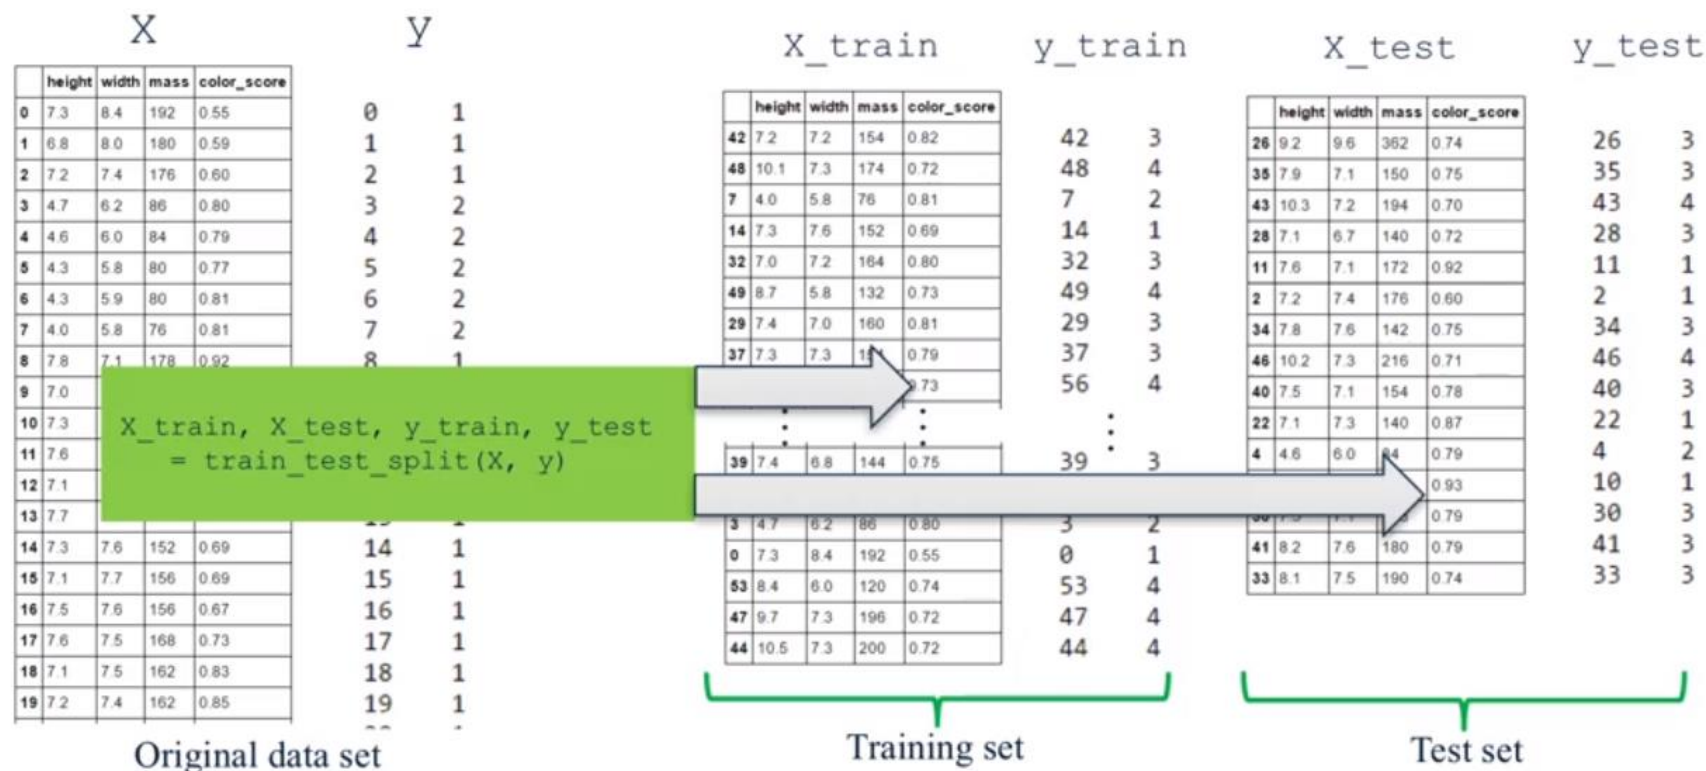 X y
height width mass color_score
0 7.3 8.4 192 0.55 0 1
1 6.8 8.0 180 0.59 1 1
2 7.2 7.4 176 0.60 2 1
3 4.7 6.2 86 0.80 3 2
4 4.6 6.0 84 0.79 4 2
5 4.3 5.8 80 0.77 5 2
6 4.3 5.9 80 0.81 6 2
7 4.0 5.8 76 0.81 7 2
8 7.8 7.1 178 0.92 8 1
9 7.0
10 7.3
11 7.6
12 7.1
13 7.7
14 7.3 7.6 152 0.69 14 1
15 7.1 7.7 156 0.69 15 1
16 7.5 7.6 156 0.67 16 1
17 7.6 7.5 168 0.73 17 1
18 7.1 7.5 162 0.83 18 1
19 7.2 7.4 162 0.85 19 1
Original data set
X_train, X_test, y_train, y_test
= train_test_split(X, y)
X_train y_train
height width mass color_score
42 7.2 7.2 154 0.82 42 3
48 10.1 7.3 174 0.72 48 4
7 4.0 5.8 76 0.81 7 2
14 7.3 7.6 152 0.69 14 1
32 7.0 7.2 164 0.80 32 3
49 8.7 5.8 132 0.73 49 4
29 7.4 7.0 160 0.81 29 3
37 7.3 7.3 0.79 37 3
0.73 56 4
39 7.4 6.8 144 0.75 39 3
3 4.7 6.2 86 0.80 3 2
0 7.3 8.4 192 0.55 0 1
53 8.4 6.0 120 0.74 53 4
47 9.7 7.3 196 0.72 47 4
44 10.5 7.3 200 0.72 44 4
Training set
X_test y_test
height width mass color_score
26 9.2 9.6 362 0.74 26 3
35 7.9 7.1 150 0.75 35 3
43 10.3 7.2 194 0.70 43 4
28 7.1 6.7 140 0.72 28 3
11 7.6 7.1 172 0.92 11 1
2 7.2 7.4 176 0.60 2 1
34 7.8 7.6 142 0.75 34 3
46 10.2 7.3 216 0.71 46 4
40 7.5 7.1 154 0.78 40 3
22 7.1 7.3 140 0.87 22 1
4 4.6 6.0 84 0.79 4 2
0.93 10 1
0.79 30 3
41 8.2 7.6 180 0.79 41 3
33 8.1 7.5 190 0.74 33 3
Test set